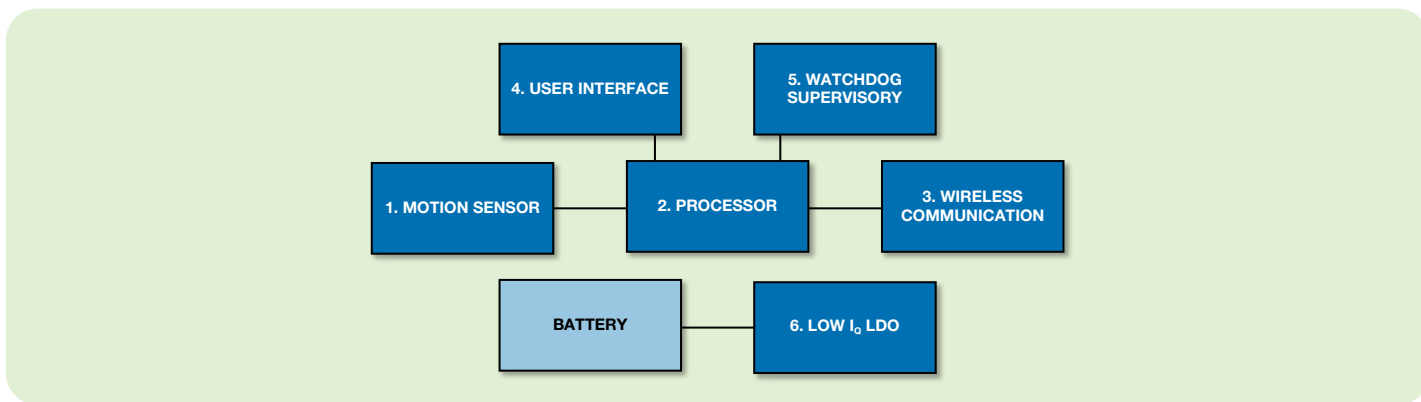 4. USER INTERFACE
5. WATCHDOG
SUPERVISORY
1. MOTION SENSOR
2. PROCESSOR
3. WIRELESS
COMMUNICATION
BATTERY
6. LOW IQ LDO